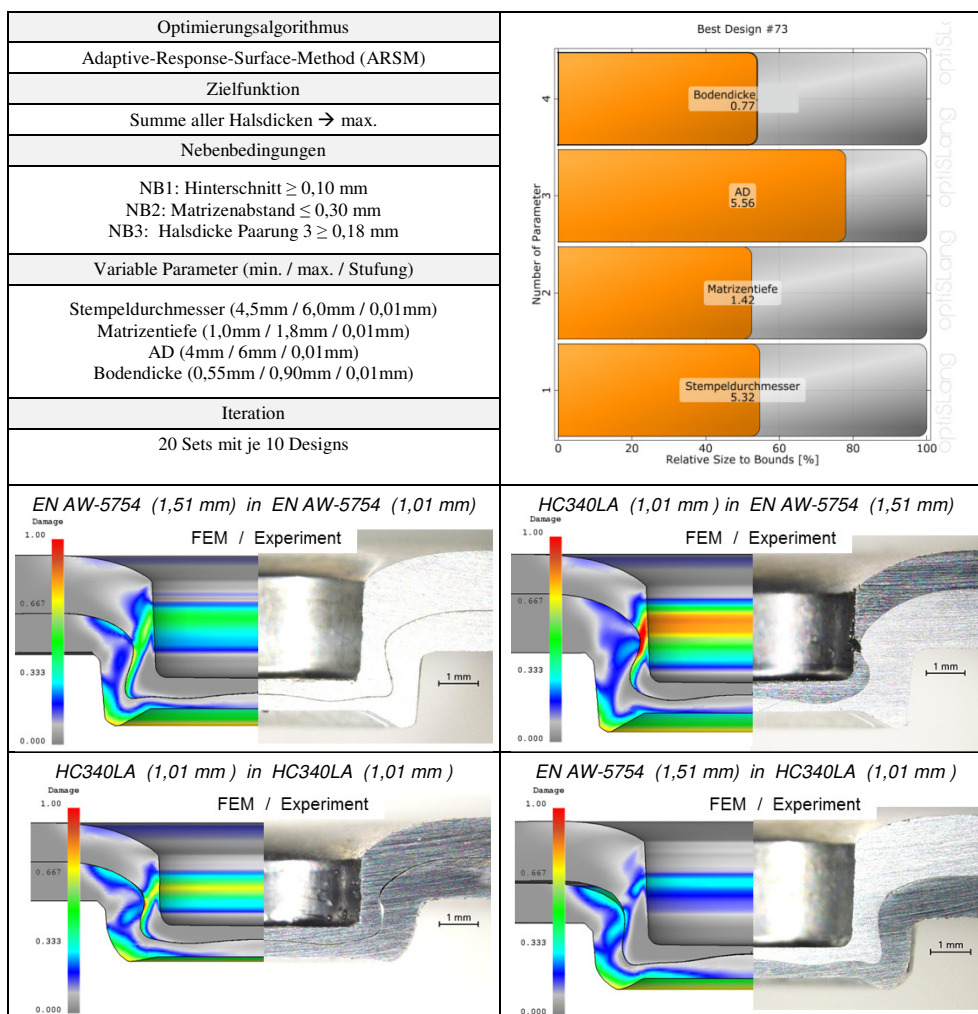 Optimierungsalgorithmus
Adaptive-Response-Surface-Method (ARSM)
Zielfunktion
Summe aller Halsdicken → max.
Nebenbedingungen
NB1: Hinterschnitt ≥ 0,10 mm
NB2: Matrizenabstand ≤ 0,30 mm
NB3: Halsdicke Paarung 3 ≥ 0,18 mm
Variable Parameter (min. / max. / Stufung)
Stempeldurchmesser (4,5mm / 6,0mm / 0,01mm)
Matrizentiefe (1,0mm / 1,8mm / 0,01mm)
AD (4mm / 6mm / 0,01mm)
Bodendicke (0,55mm / 0,90mm / 0,01mm)
Iteration
20 Sets mit je 10 Designs
Best Design #73
Number of Parameter
4
Bodendicke
0.77
3
AD
5.56
2
Matrizentiefe
1.42
1
Stempeldurchmesser
5.32
0 20 40 60 80 100
Relative Size to Bounds [%]
optiSLang
optiSLang
optiSLang
EN AW-5754 (1,51 mm) in EN AW-5754 (1,01 mm)
Damage
1.00
FEM / Experiment
0.667
0.333
1 mm
0.000
HC340LA (1,01 mm ) in EN AW-5754 (1,51 mm)
Damage
1.00
FEM / Experiment
0.667
0.333
1 mm
0.000
HC340LA (1,01 mm ) in HC340LA (1,01 mm )
Damage
1.00
FEM / Experiment
0.667
0.333
1 mm
0.000
EN AW-5754 (1,51 mm) in HC340LA (1,01 mm )
Damage
1.00
FEM / Experiment
0.667
0.333
1 mm
0.000